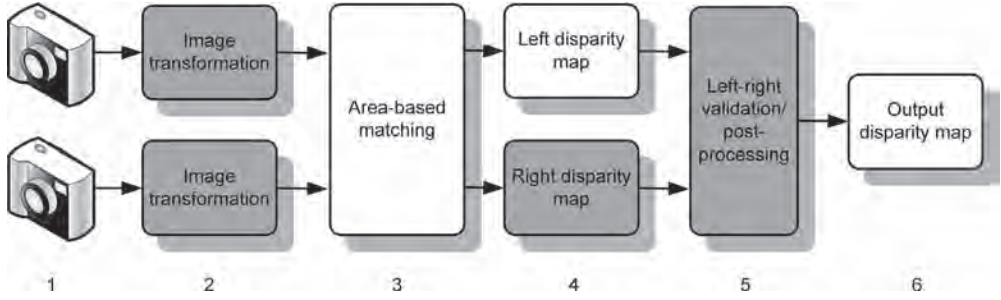 Image
transformation
Image
transformation
Area-based
matching
Left disparity
map
Right disparity
map
Left-right
validation/
post-
processing
Output
disparity map
1 2 3 4 5 6